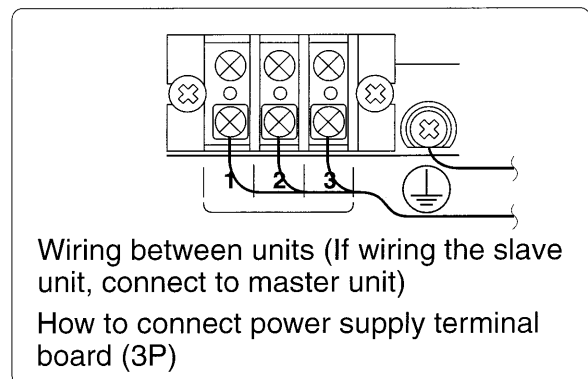 1 2 3
Wiring between units (If wiring the slave
unit, connect to master unit)
How to connect power supply terminal
board (3P)